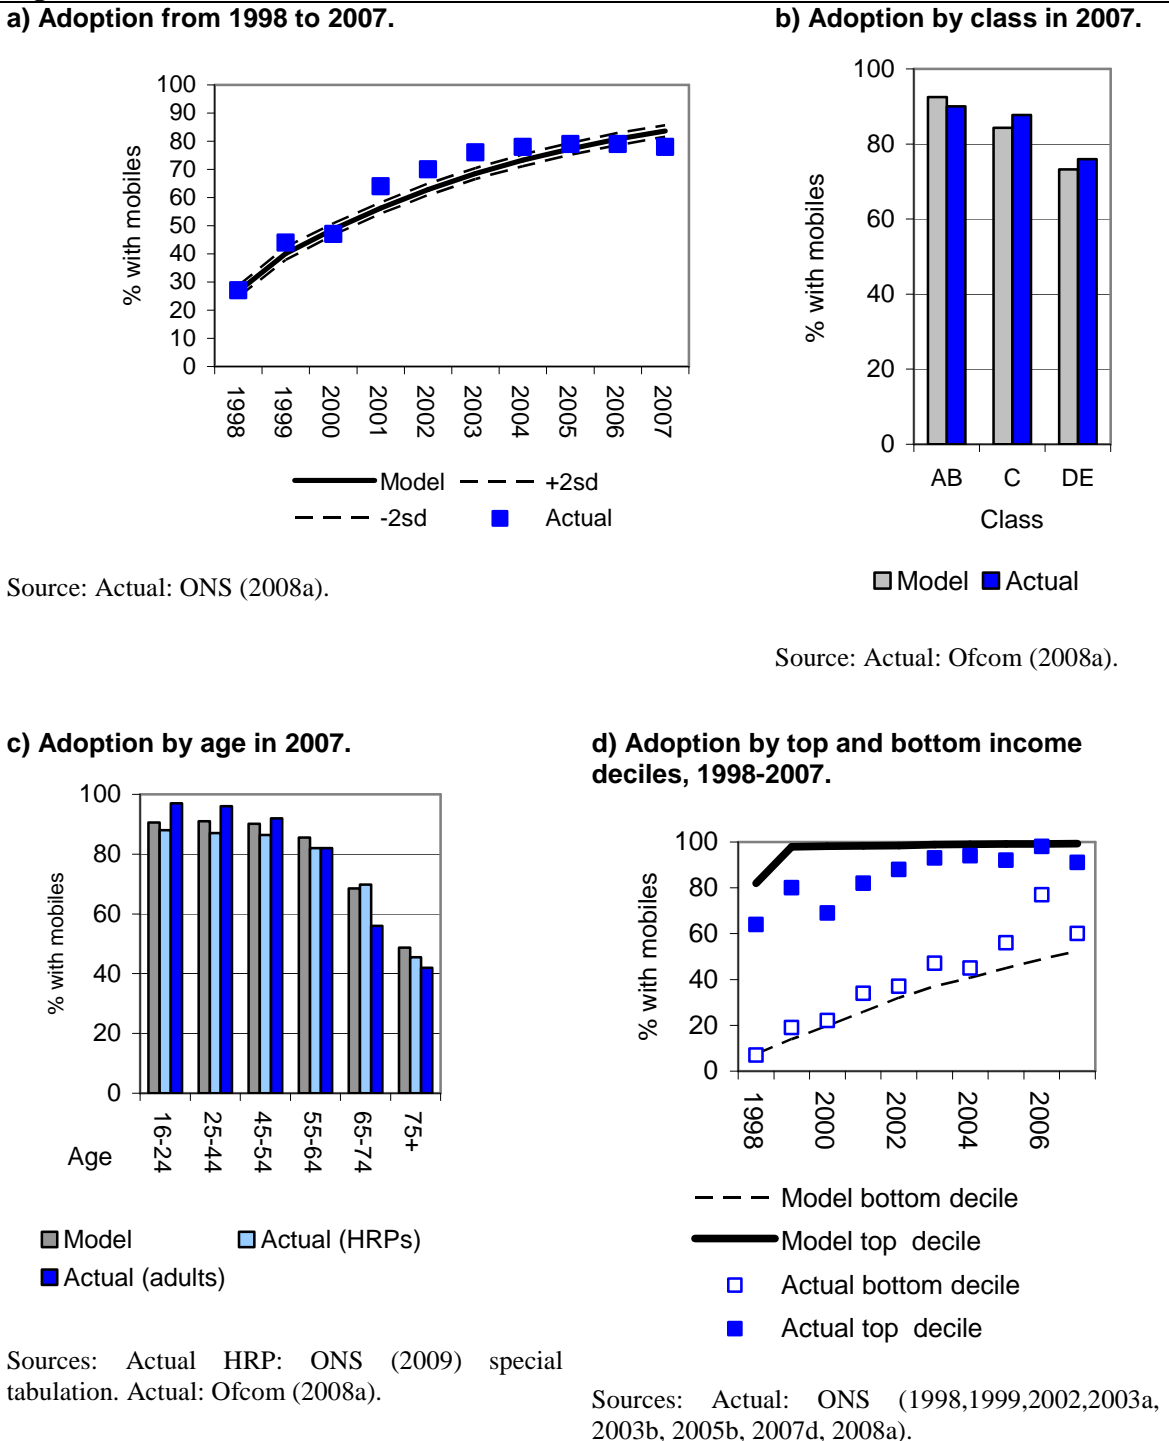 a) Adoption from 1998 to 2007.
100
90
80
70
60
50
40
30
20
10
0
% with mobiles
1998
1999
2000
2001
2002
2003
2004
2005
2006
2007
Model
+2sd
-2sd
Actual
Source: Actual: ONS (2008a).
b) Adoption by class in 2007.
100
80
60
40
20
0
% with mobiles
AB
C
DE
Class
Model
Actual
Source: Actual: Ofcom (2008a).
c) Adoption by age in 2007.
100
80
60
40
20
0
% with mobiles
16-24
25-44
45-54
55-64
65-74
75+
Age
Model
Actual (HRPs)
Actual (adults)
Sources: Actual HRP: ONS (2009) special
tabulation. Actual: Ofcom (2008a).
d) Adoption by top and bottom income
deciles, 1998-2007.
100
80
60
40
20
0
% with mobiles
1998
2000
2002
2004
2006
Model bottom decile
Model top decile
Actual bottom decile
Actual top decile
Sources: Actual: ONS (1998,1999,2002,2003a,
2003b, 2005b, 2007d, 2008a).